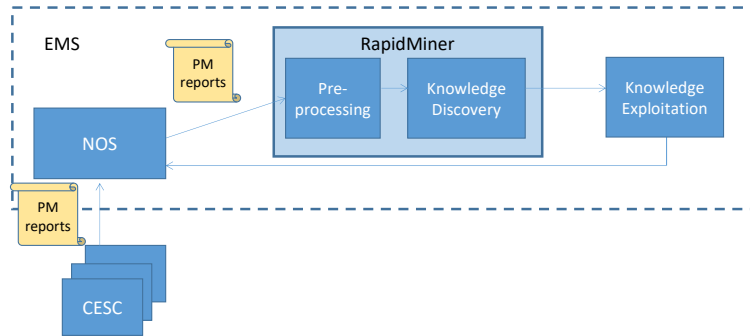 EMS
RapidMiner
PM
reports
Pre-
processing
Knowledge
Discovery
Knowledge
Exploitation
NOS
PM
reports
CESC